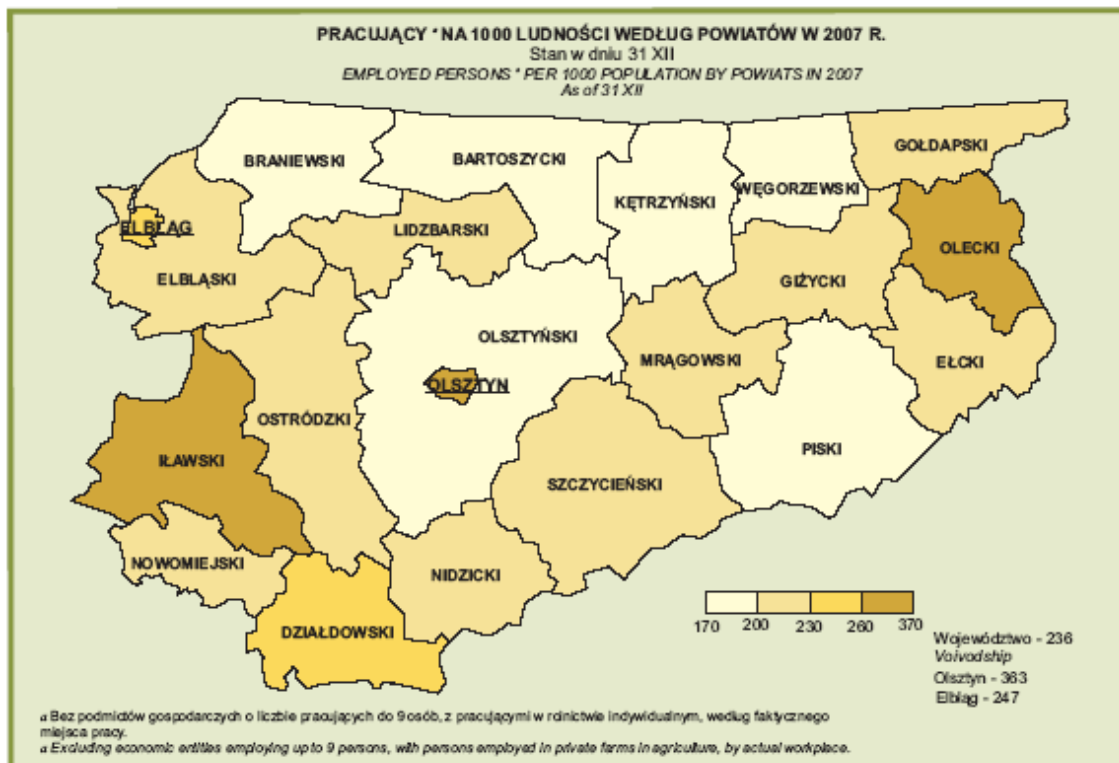 PRACUJĄCY ᵃ NA 1000 LUDNOŚCI WEDŁUG POWIATÓW W 2007 R.
Stan w dniu 31 XII
EMPLOYED PERSONS ᵃ PER 1000 POPULATION BY POWIATS IN 2007
As of 31 XII
GOŁDAPSKI
BRANIEWSKI
BARTOSZYCKI
WĘGORZEWSKI
KĘTRZYŃSKI
ELBLĄG
LIDZBARSKI
OLECKI
ELBLĄSKI
GIŻYCKI
OLSZTYŃSKI
MRĄGOWSKI
EŁCKI
OLSZTYN
OSTRÓDZKI
PISKI
IŁAWSKI
SZCZYCIEŃSKI
NOWOMIEJSKI
NIDZICKI
DZIAŁDOWSKI
170 200 230 260 370
Województwo - 236
Voivodship
Olsztyn - 363
Elbląg - 247
a Bez podmiotów gospodarczych o liczbie pracujących do 9 osób, z pracującymi w rolnictwie indywidualnym, według faktycznego
miejsca pracy.
a Excluding economic entities employing up to 9 persons, with persons employed in private farms in agriculture, by actual workplace.